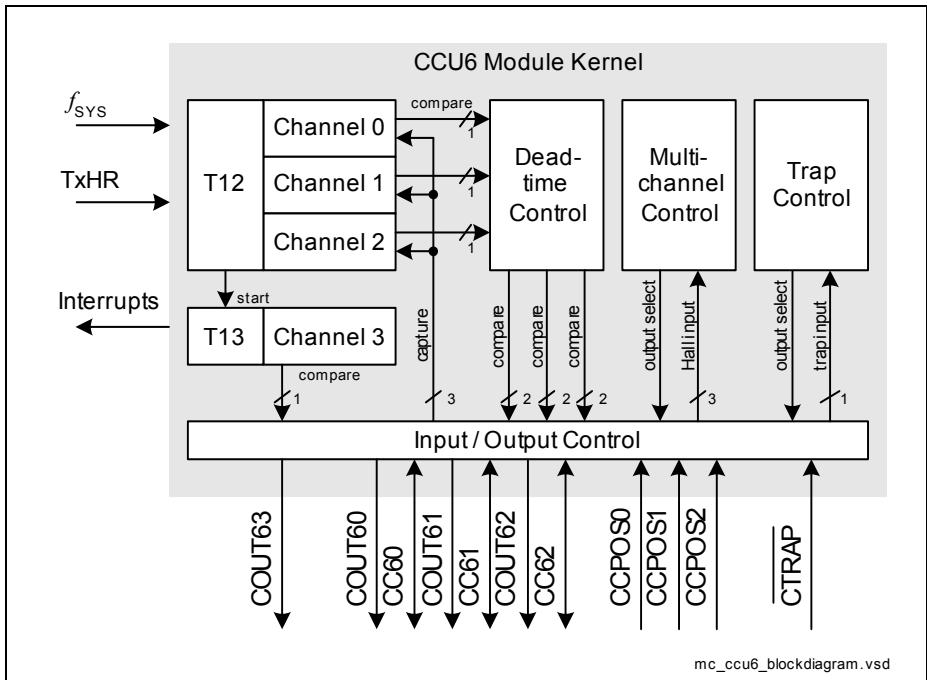 CCU6 Module Kernel
fSYS
TxHR
Interrupts
T12
Channel 0
Channel 1
Channel 2
compare
1
1
1
Dead-
time
Control
Multi-
channel
Control
Trap
Control
start
T13
Channel 3
compare
1
capture
3
compare
2
compare
2
compare
2
output select
Hall input
3
output select
trap input
1
Input / Output Control
COUT63
COUT60
CC60
COUT61
CC61
COUT62
CC62
CCPOS0
CCPOS1
CCPOS2
CTRAP
mc_ccu6_blockdiagram.vsd